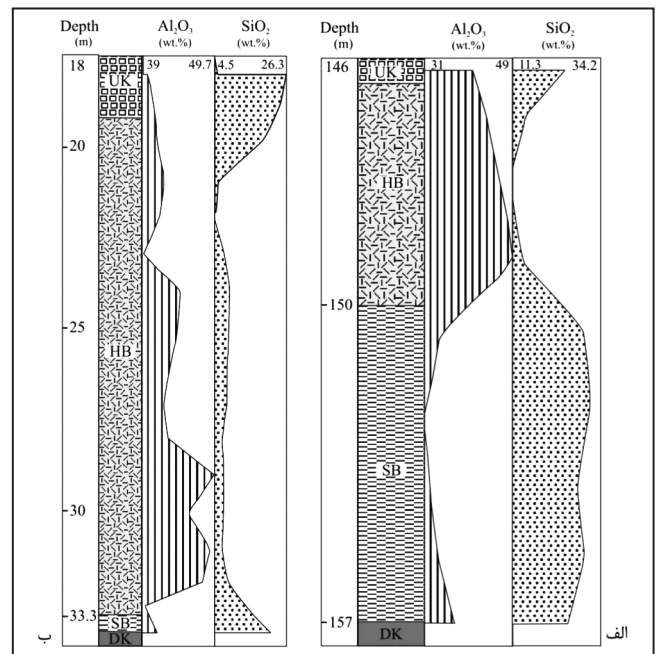 Depth
(m)
Al₂O₃
(wt.%)
SiO₂
(wt.%)
18
39 49.7
4.5 26.3
UK
20
25
HB
30
33.3
SB
DK
ب
Depth
(m)
Al₂O₃
(wt.%)
SiO₂
(wt.%)
146
31 49
11.3 34.2
UK
HB
150
SB
157
DK
الف